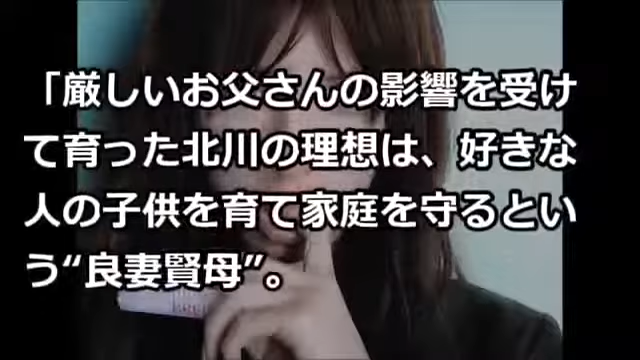 「厳しいお父さんの影響を受け
て育った北川の理想は、好きな
人の子供を育て家庭を守るとい
う“良妻賢母”。